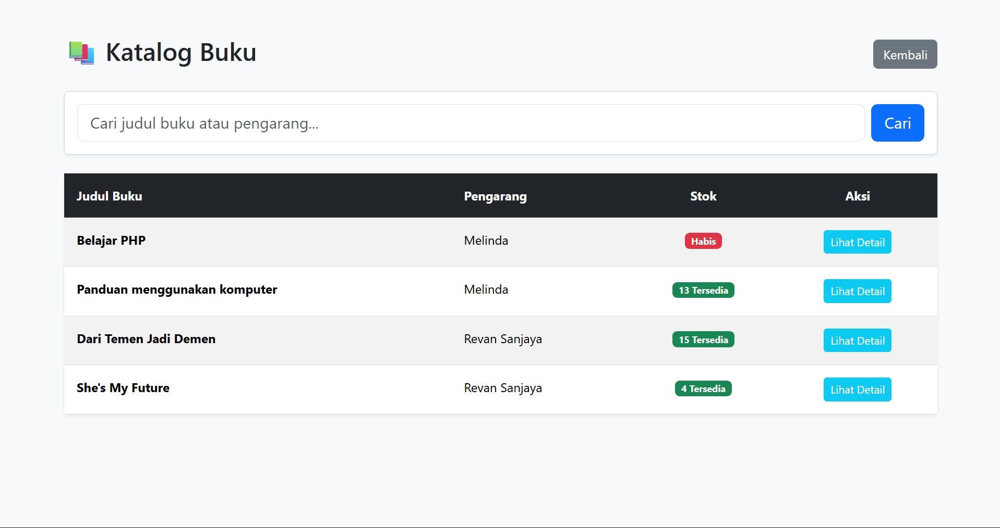 Katalog Buku
Kembali
Cari judul buku atau pengarang...
Cari
Judul Buku Pengarang Stok Aksi
Belajar PHP Melinda Habis Lihat Detail
Panduan menggunakan komputer Melinda 13 Tersedia Lihat Detail
Dari Temen Jadi Demen Revan Sanjaya 15 Tersedia Lihat Detail
She's My Future Revan Sanjaya 4 Tersedia Lihat Detail